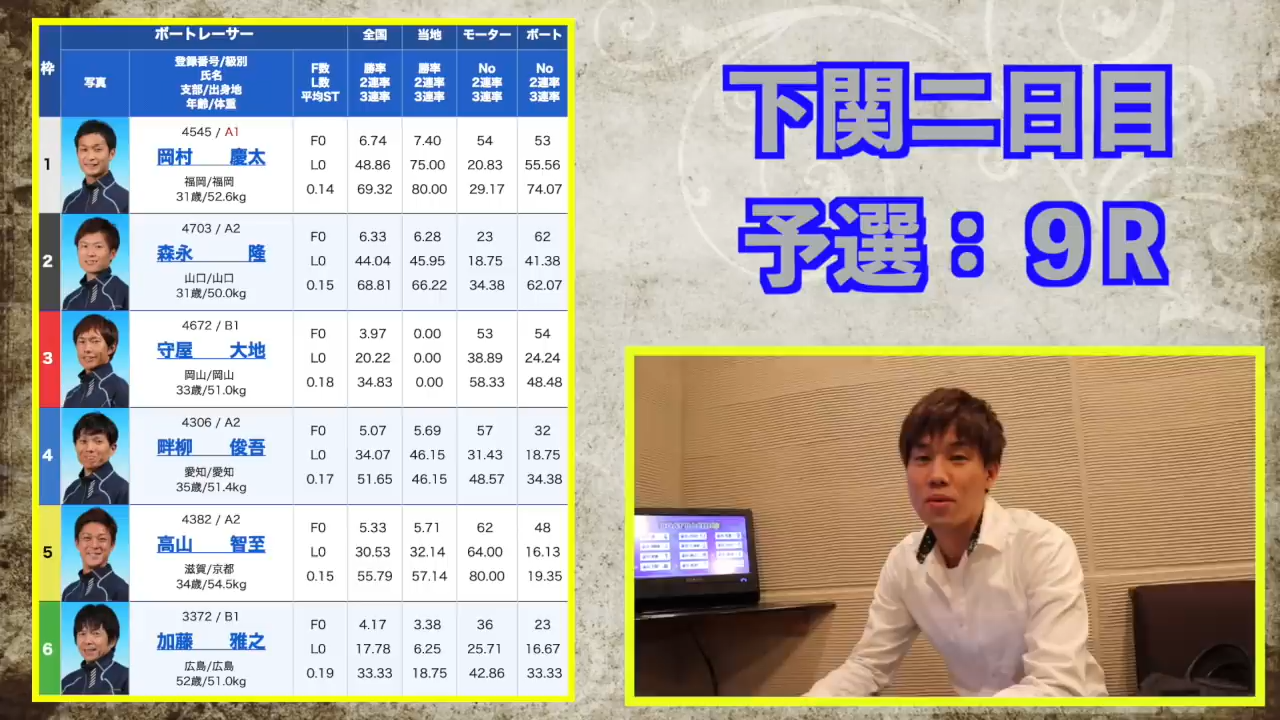 ボートレーサー 全国 当地 モーター ボート
枠 写真 登録番号/級別 氏名 支部/出身地 年齢/体重 F数 L数 平均ST 勝率 2連率 3連率 勝率 2連率 3連率 No 2連率 3連率 No 2連率 3連率
1
4545 / A1
岡村 慶太
福岡/福岡
31歳/52.6kg
F0 6.74 7.40 54 53
L0 48.86 75.00 20.83 55.56
0.14 69.32 80.00 29.17 74.07
2
4703 / A2
森永 隆
山口/山口
31歳/50.0kg
F0 6.33 6.28 23 62
L0 44.04 45.95 18.75 41.38
0.15 68.81 66.22 34.38 62.07
3
4672 / B1
守屋 大地
岡山/岡山
33歳/51.0kg
F0 3.97 0.00 53 54
L0 20.22 0.00 38.89 24.24
0.18 34.83 0.00 58.33 48.48
4
4306 / A2
畔柳 俊吾
愛知/愛知
35歳/51.4kg
F0 5.07 5.69 57 32
L0 34.07 46.15 31.43 18.75
0.17 51.65 46.15 48.57 34.38
5
4382 / A2
高山 智至
滋賀/京都
34歳/54.5kg
F0 5.33 5.71 62 48
L0 64.00 16.13
0.15 55.79 57.14 80.00 19.35
6
3372 / B1
加藤 雅之
広島/広島
52歳/51.0kg
F0 4.17 3.38 36 23
L0 17.78 6.25 25.71 16.67
0.19 33.33 42.86 33.33
下関二日目
予選：9R